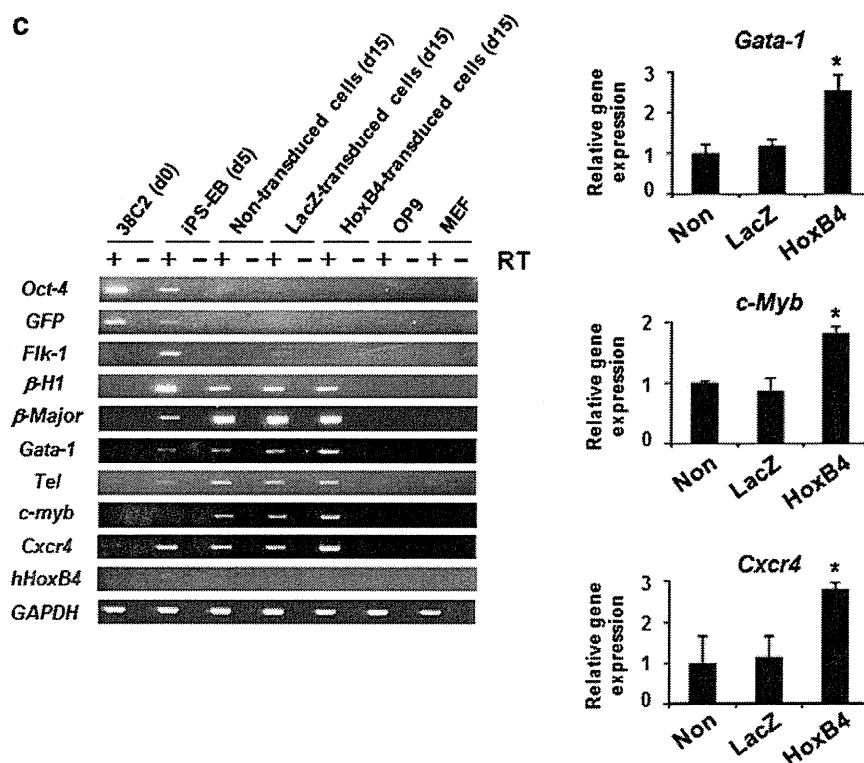 c
38C2 (d0)
iPS-EB (d5)
Non-transduced cells (d15)
LacZ-transduced cells (d15)
HoxB4-transduced cells (d15)
OP9
MEF
+ − + − + − + − + − + − + − RT
Oct-4
GFP
Flk-1
β-H1
β-Major
Gata-1
Tel
c-myb
Cxcr4
hHoxB4
GAPDH
Gata-1
Relative gene
expression
3
2
1
0
*
Non
LacZ
HoxB4
c-Myb
Relative gene
expression
2
1
0
*
Non
LacZ
HoxB4
Cxcr4
Relative gene
expression
3
2
1
0
*
Non
LacZ
HoxB4